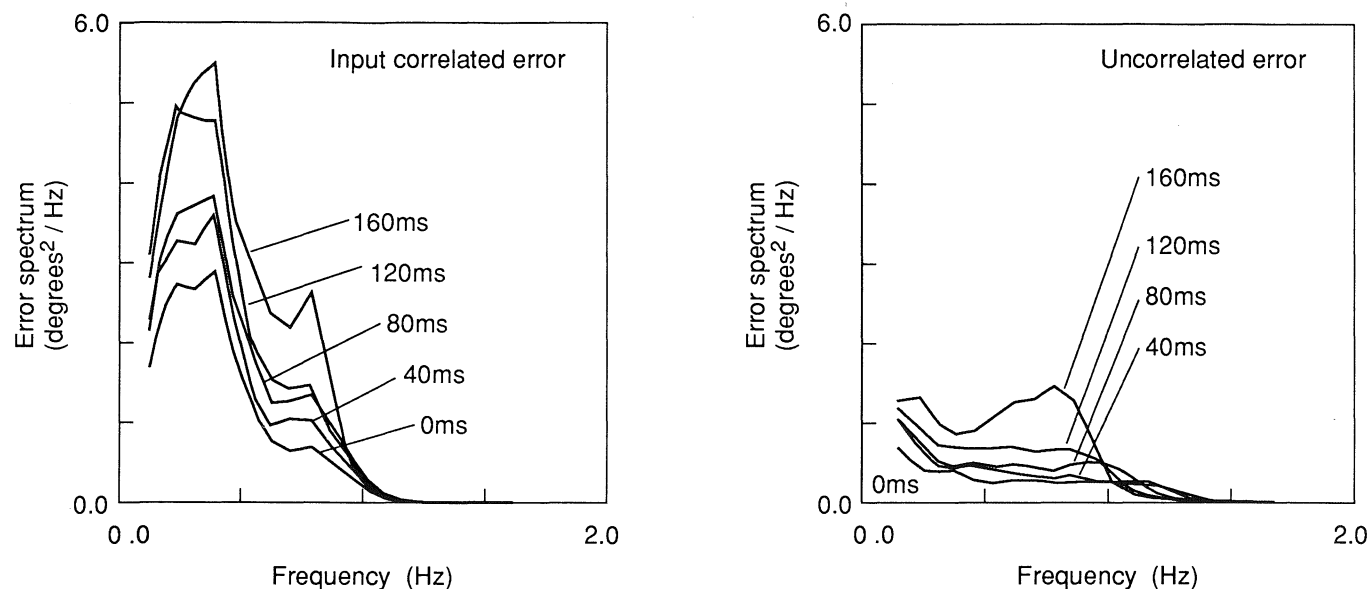 6.0
Input correlated error
Error spectrum
(degrees² / Hz)
160ms
120ms
80ms
40ms
0ms
0.0
0 .0
2.0
Frequency (Hz)
6.0
Uncorrelated error
Error spectrum
(degrees² / Hz)
160ms
120ms
80ms
40ms
0ms
0.0
0 .0
2.0
Frequency (Hz)